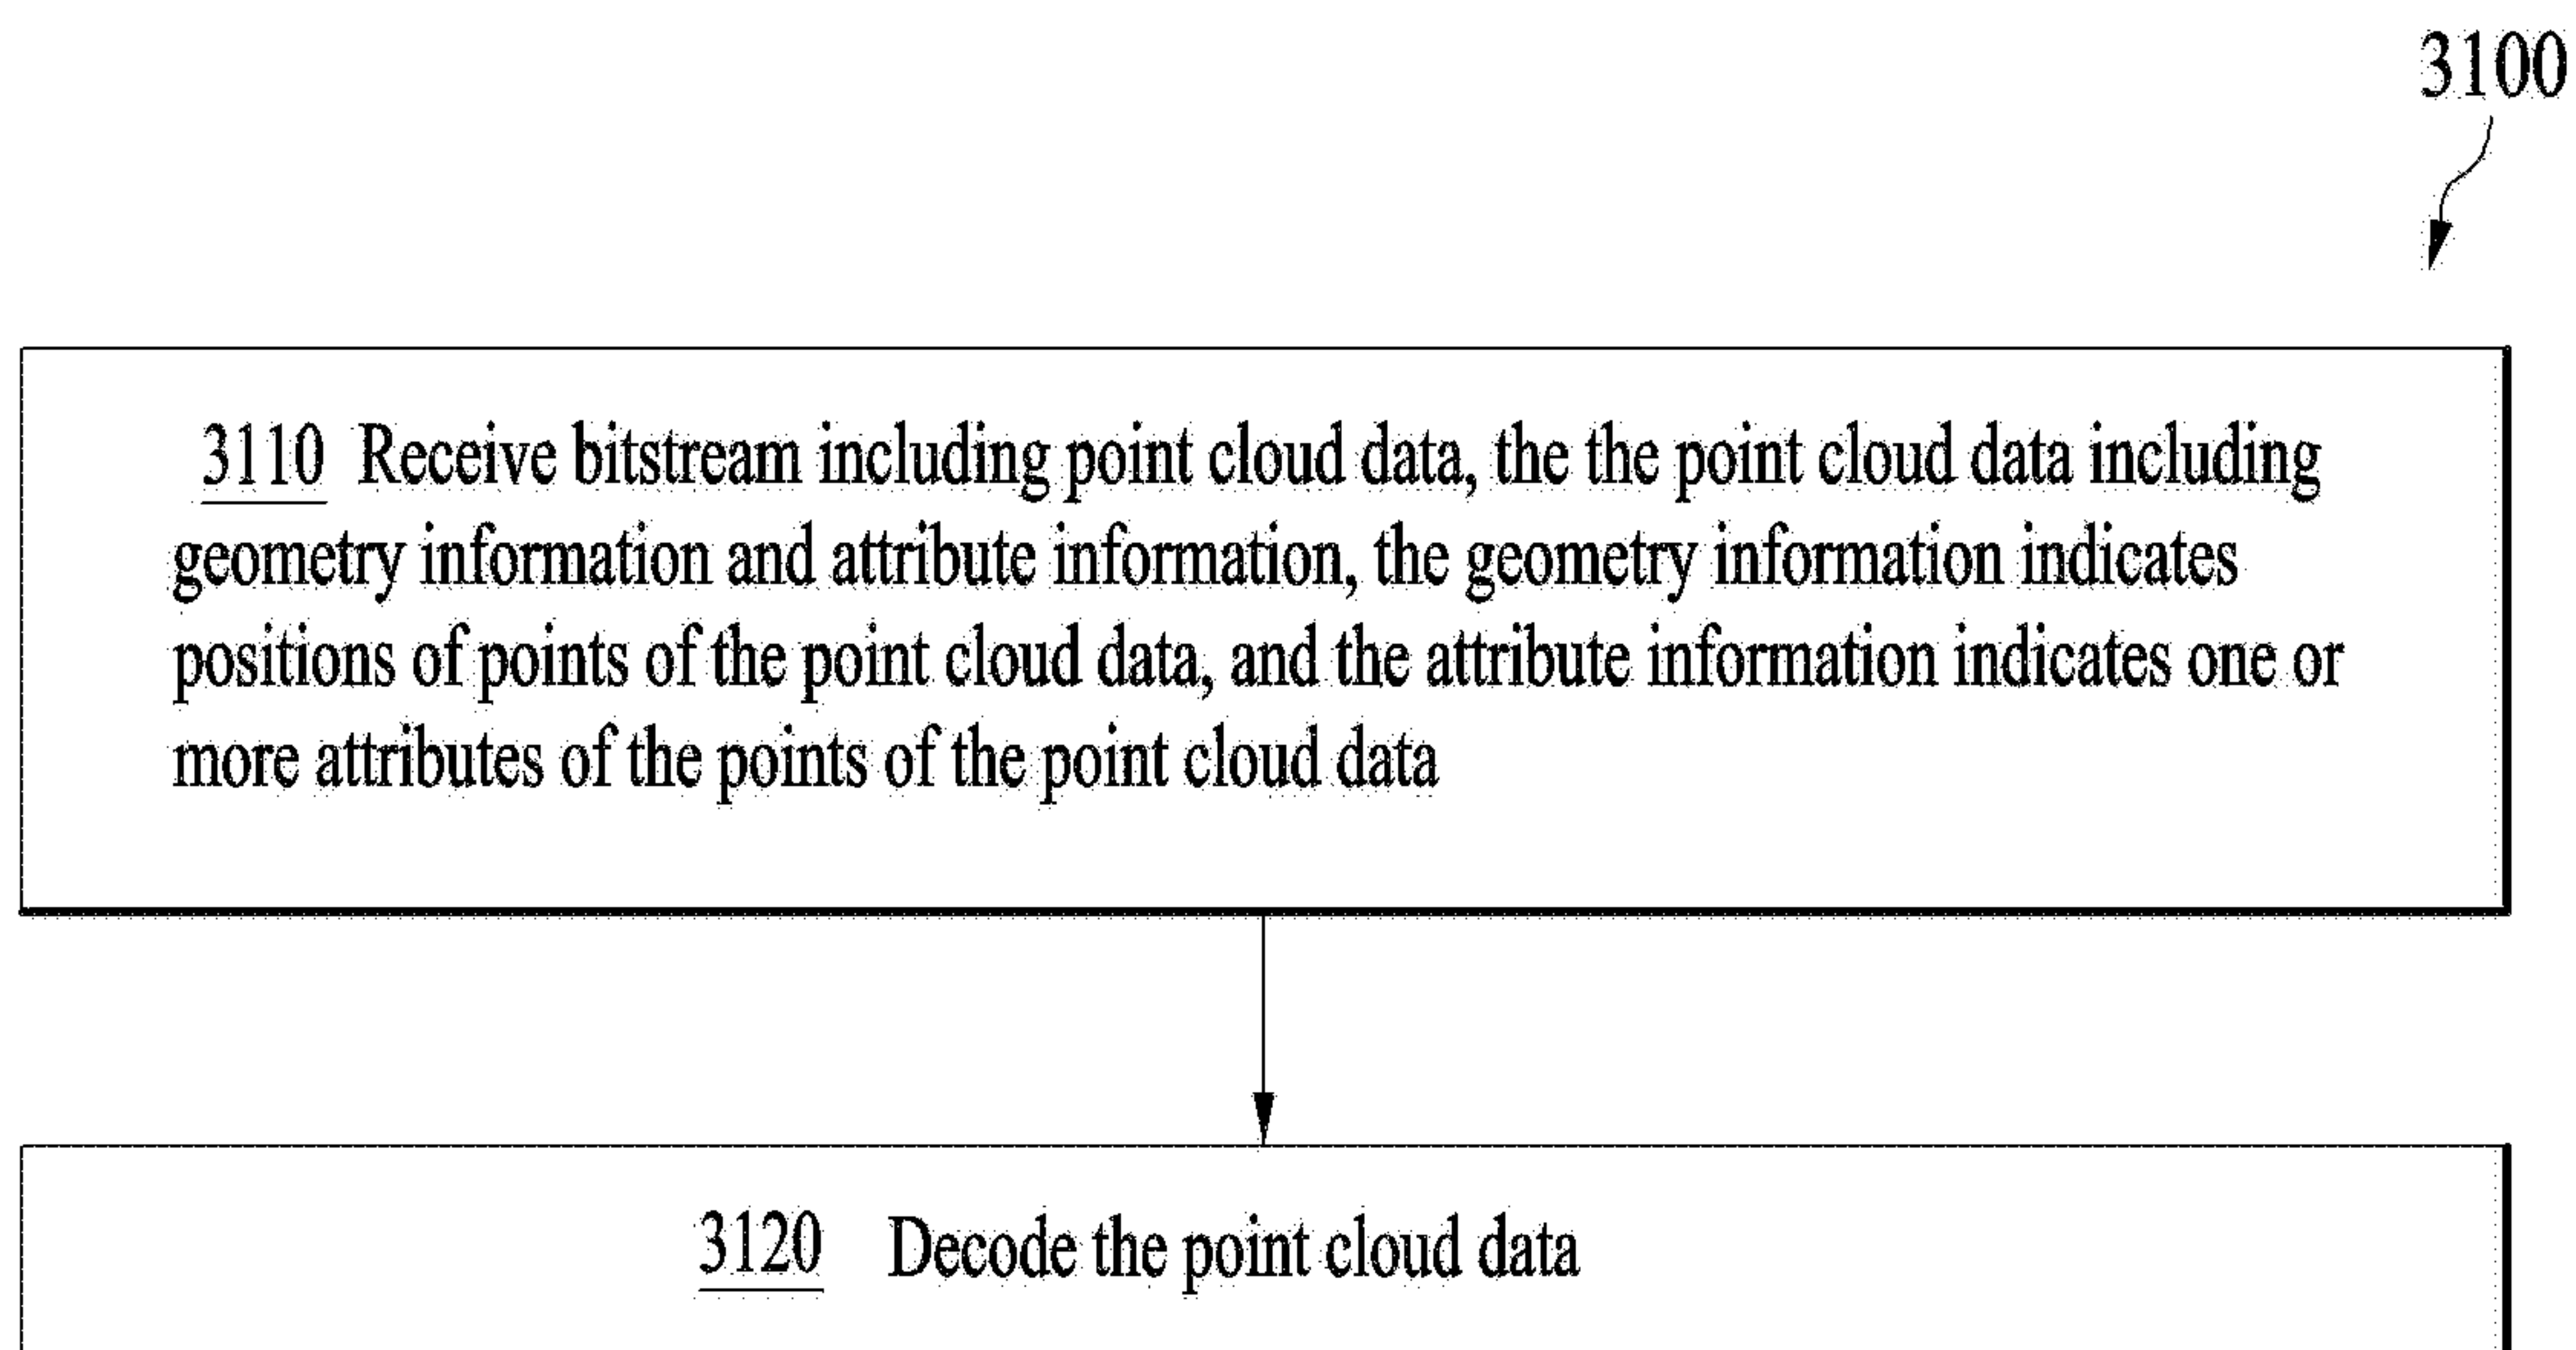 3100
3110 Receive bitstream including point cloud data, the the point cloud data including
geometry information and attribute information, the geometry information indicates
positions of points of the point cloud data, and the attribute information indicates one or
more attributes of the points of the point cloud data
3120 Decode the point cloud data